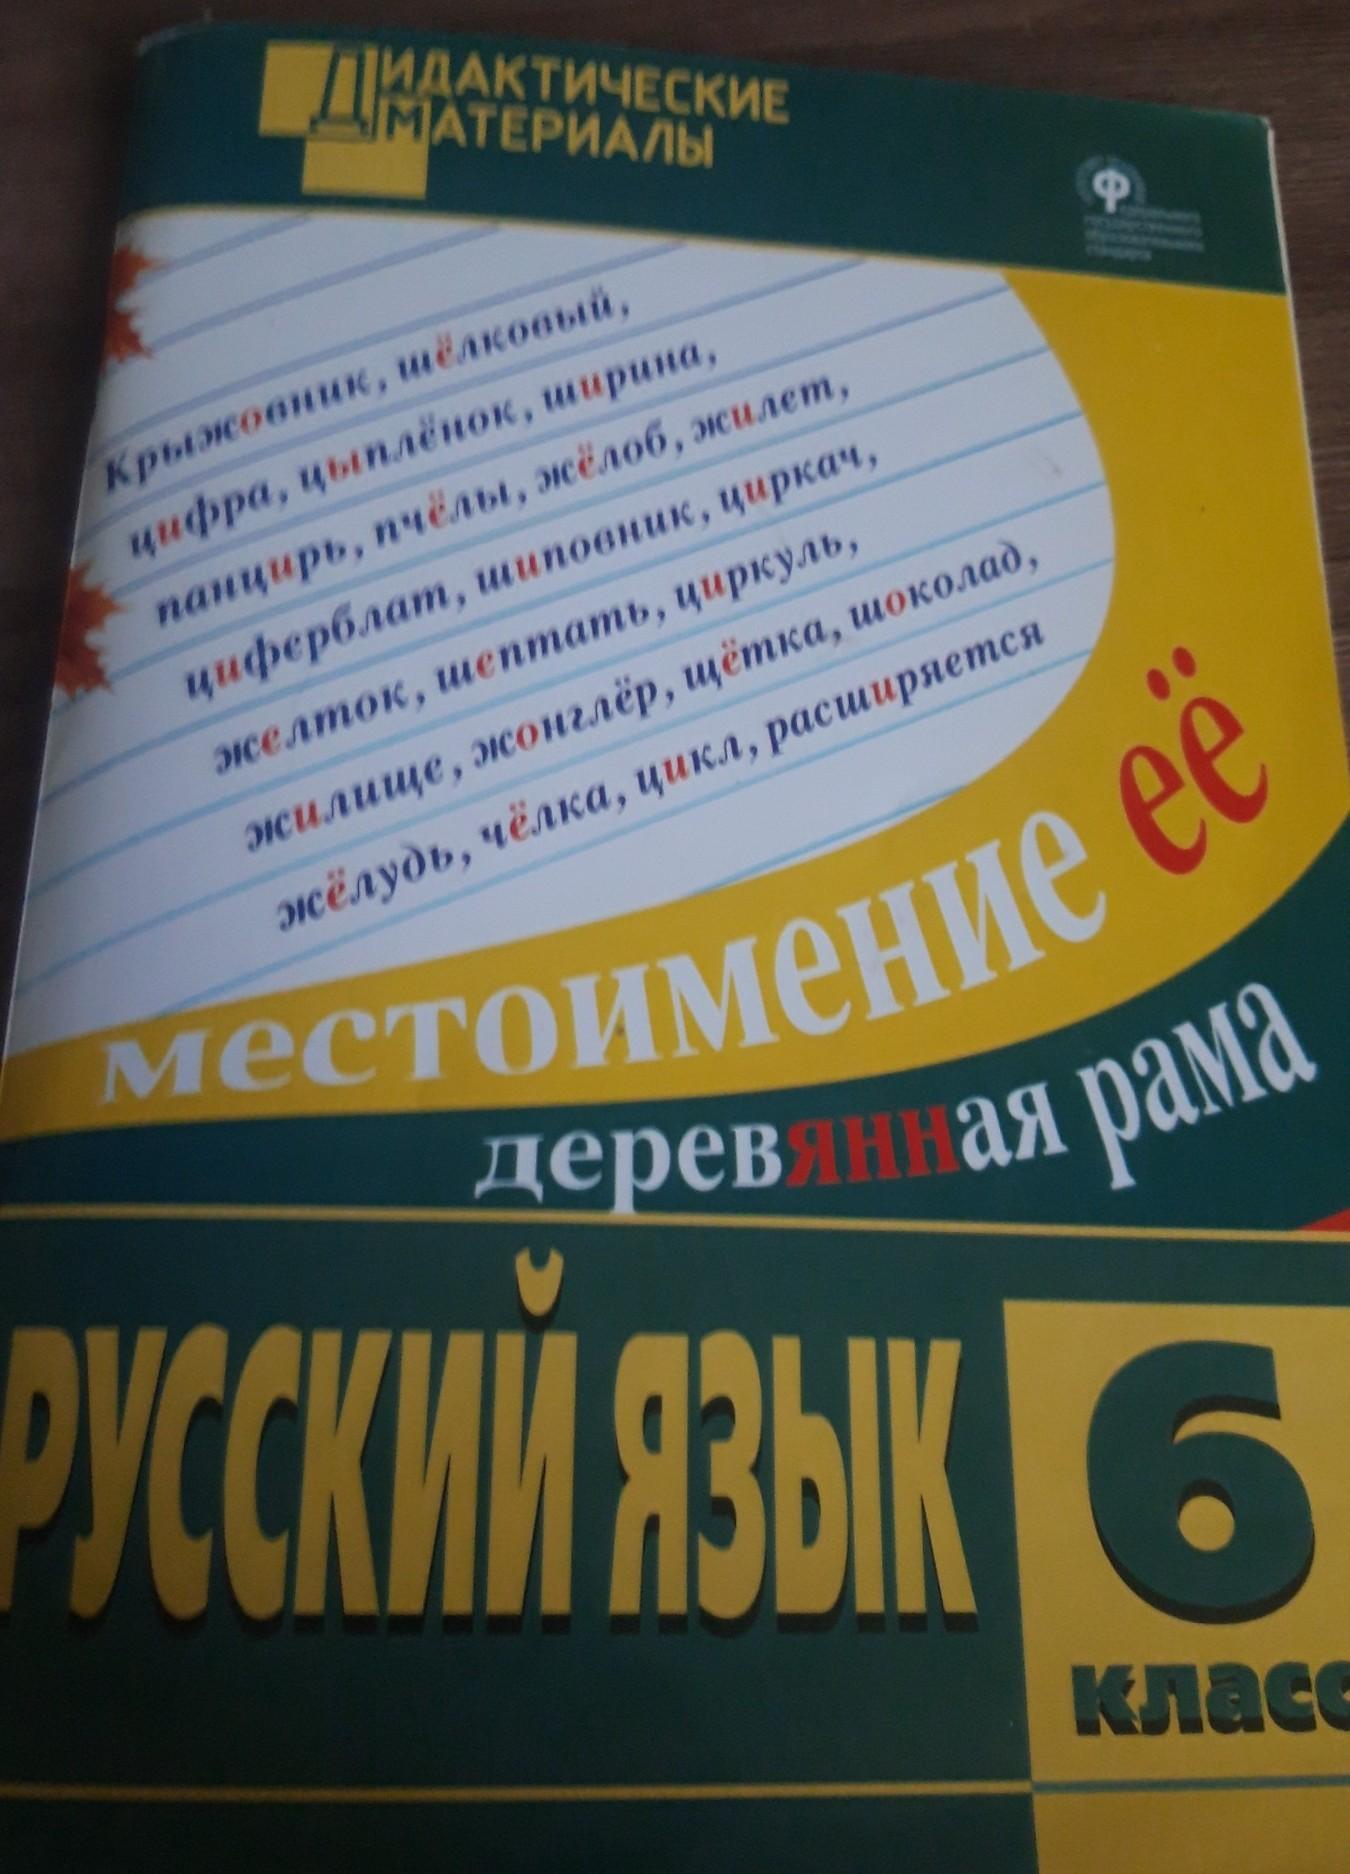 ДИДАКТИЧЕСКИЕ
МАТЕРИАЛЫ
Крыжовник, шёлковый,
цифра, цыплёнок, ширина,
панцирь, пчёлы, жёлоб, жилет,
циферблат, шиповник, циркач,
желток, шептать, циркуль,
жилище, жонглёр, щётка, шоколад,
жёлудь, чёлка, цикл, расширяется
местоимение её
деревянная рама
РУССКИЙ ЯЗЫК
6
класс